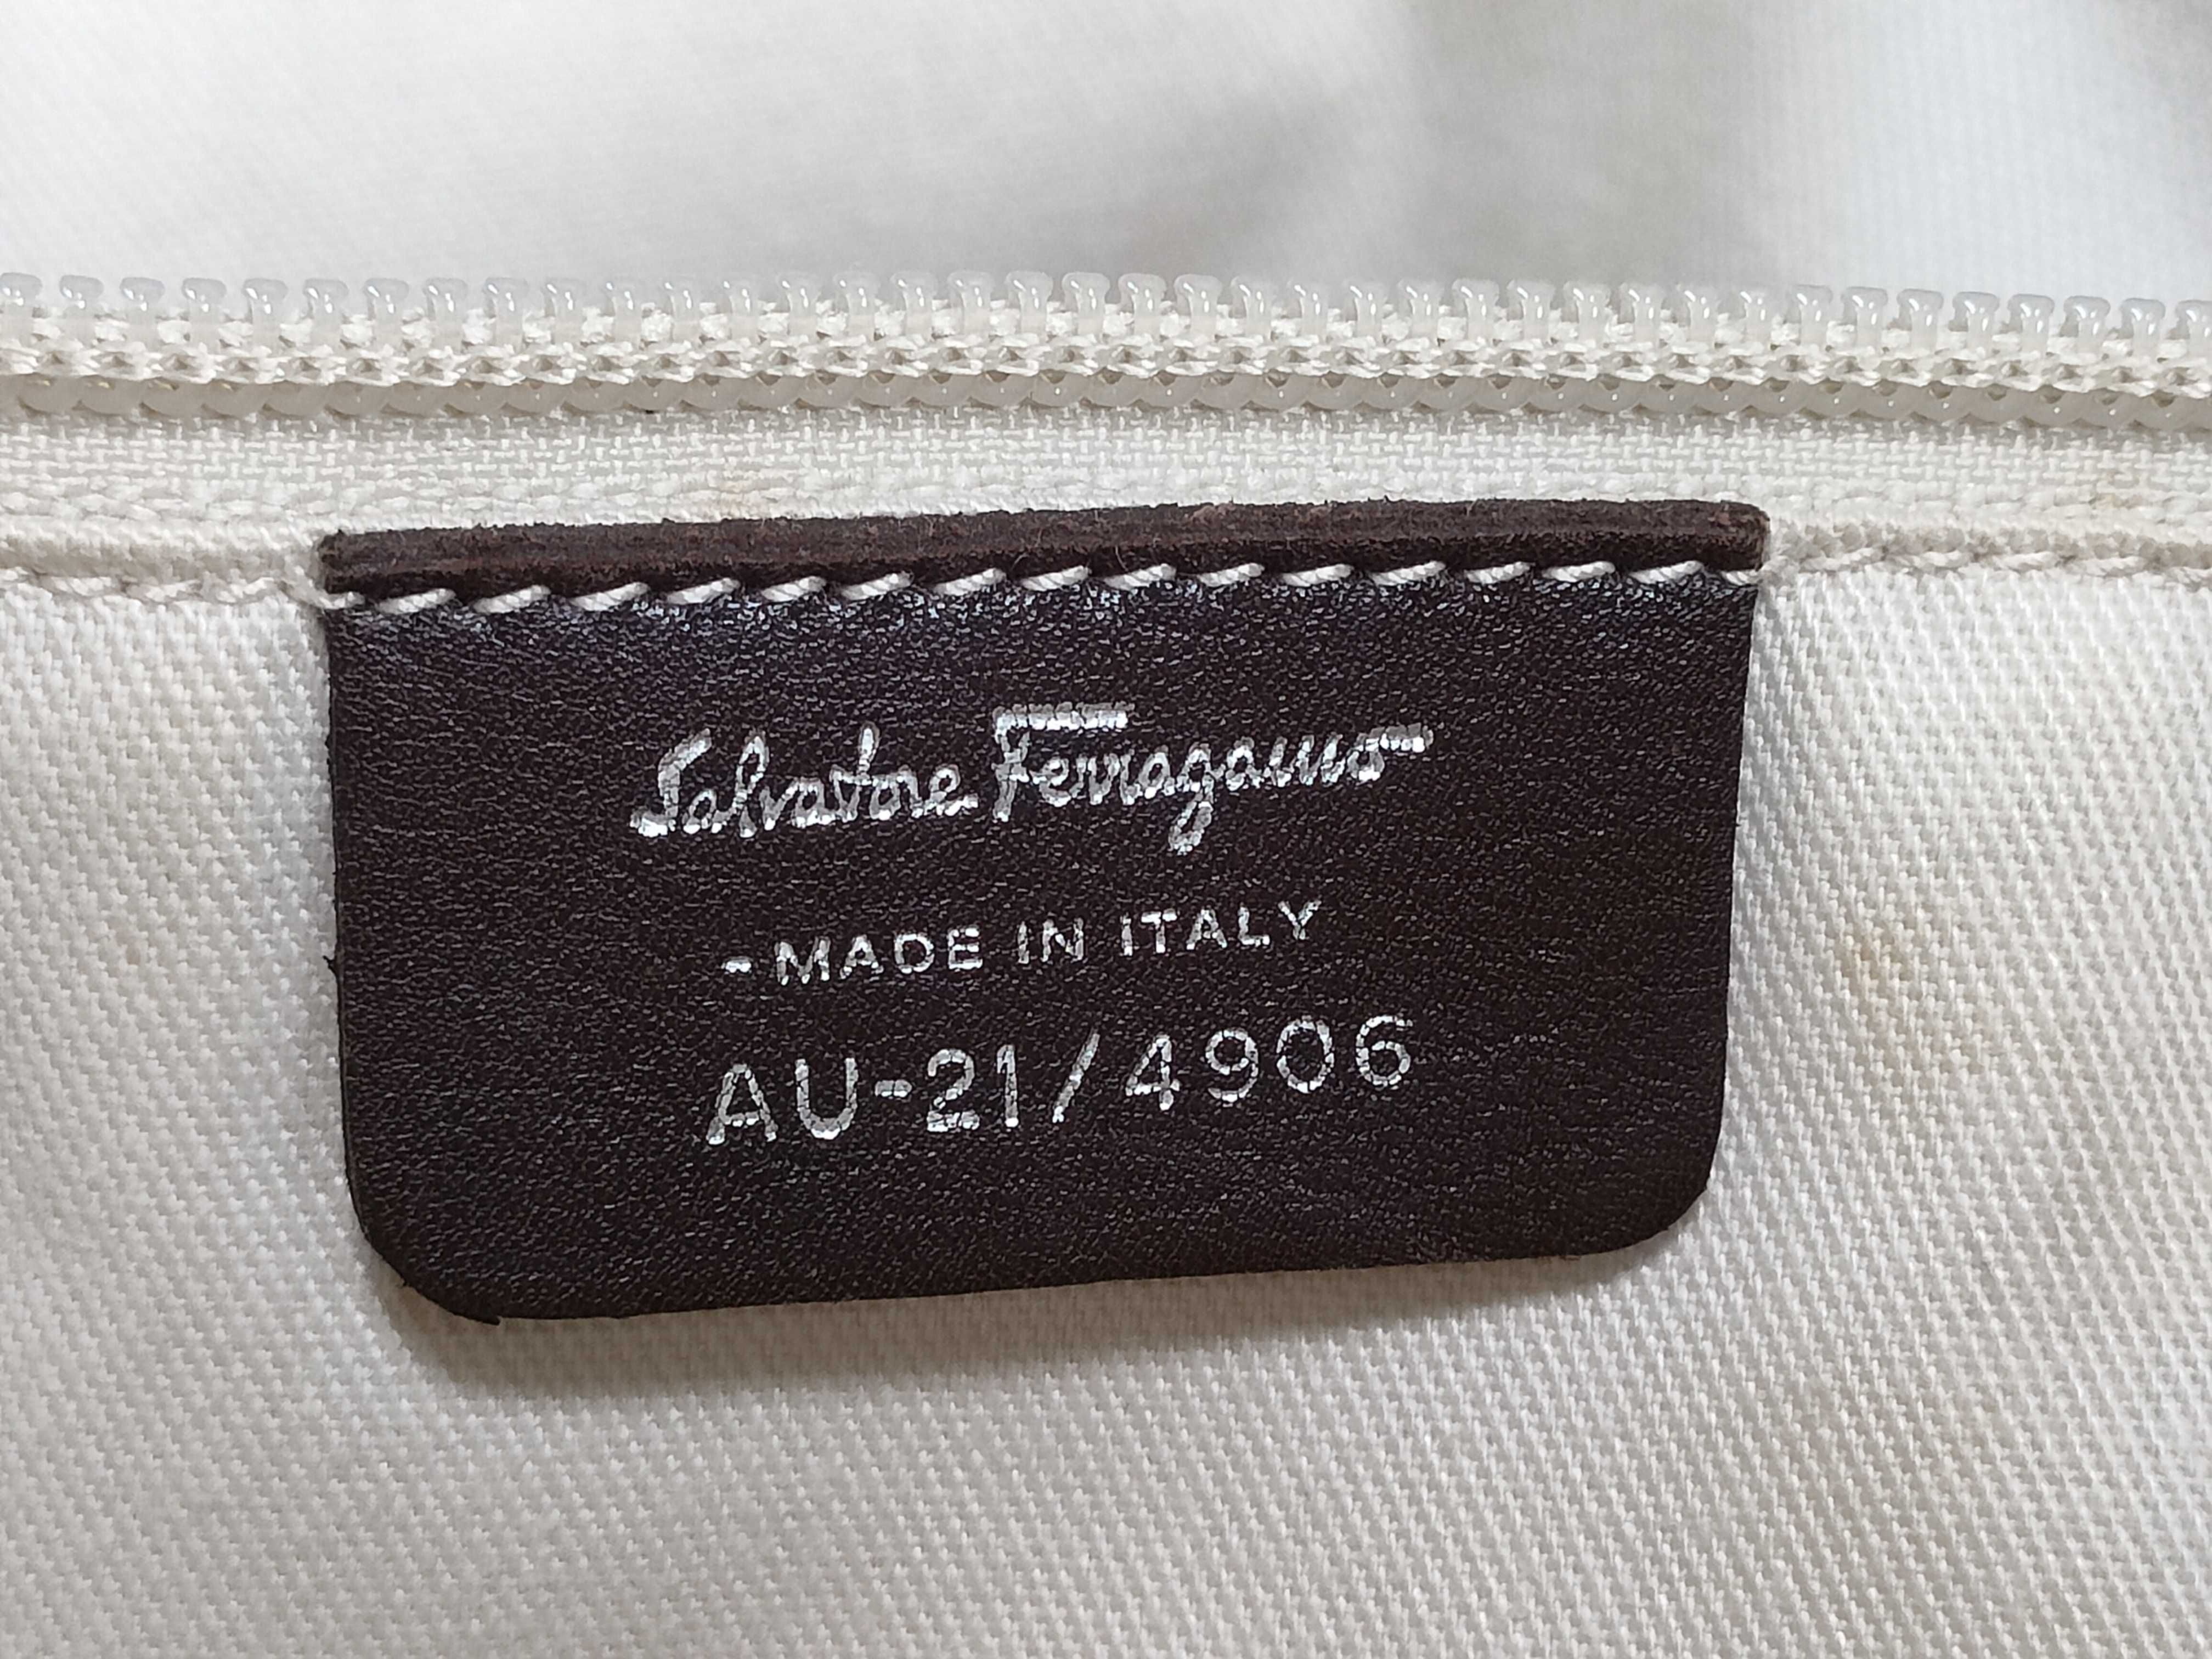 Salvatore Ferragamo
-MADE IN ITALY
AU-21/4906